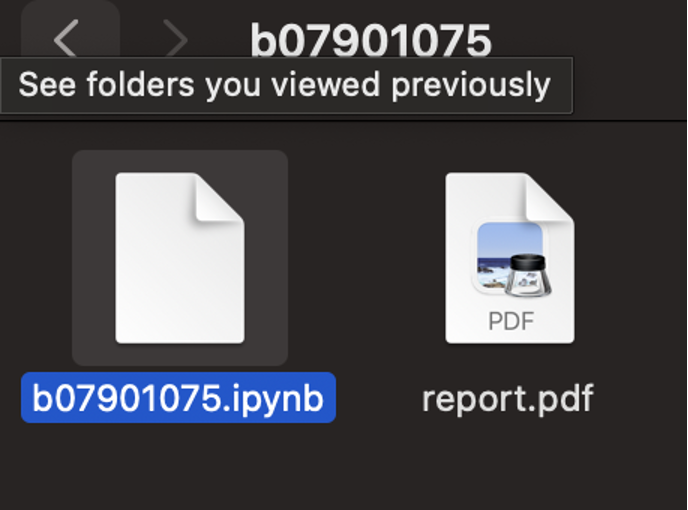 b07901075
See folders you viewed previously
PDF
b07901075.ipynb
report.pdf